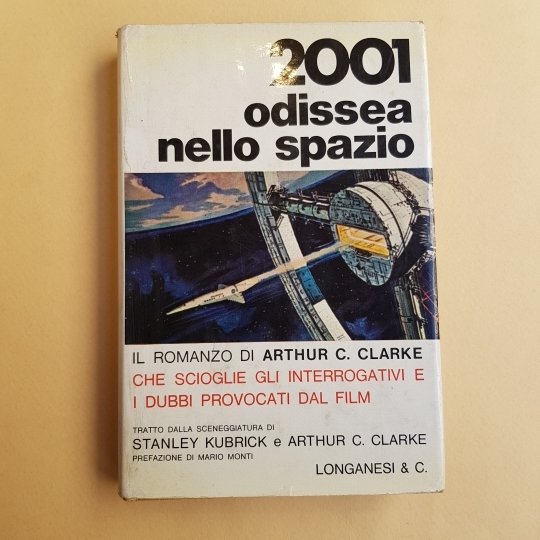 2001
odissea
nello spazio
IL ROMANZO DI ARTHUR C. CLARKE
CHE SCIOGLIE GLI INTERROGATIVI E
I DUBBI PROVOCATI DAL FILM
TRATTO DALLA SCENEGGIATURA DI
STANLEY KUBRICK e ARTHUR C. CLARKE
PREFAZIONE DI MARIO MONTI
LONGANESI & C.